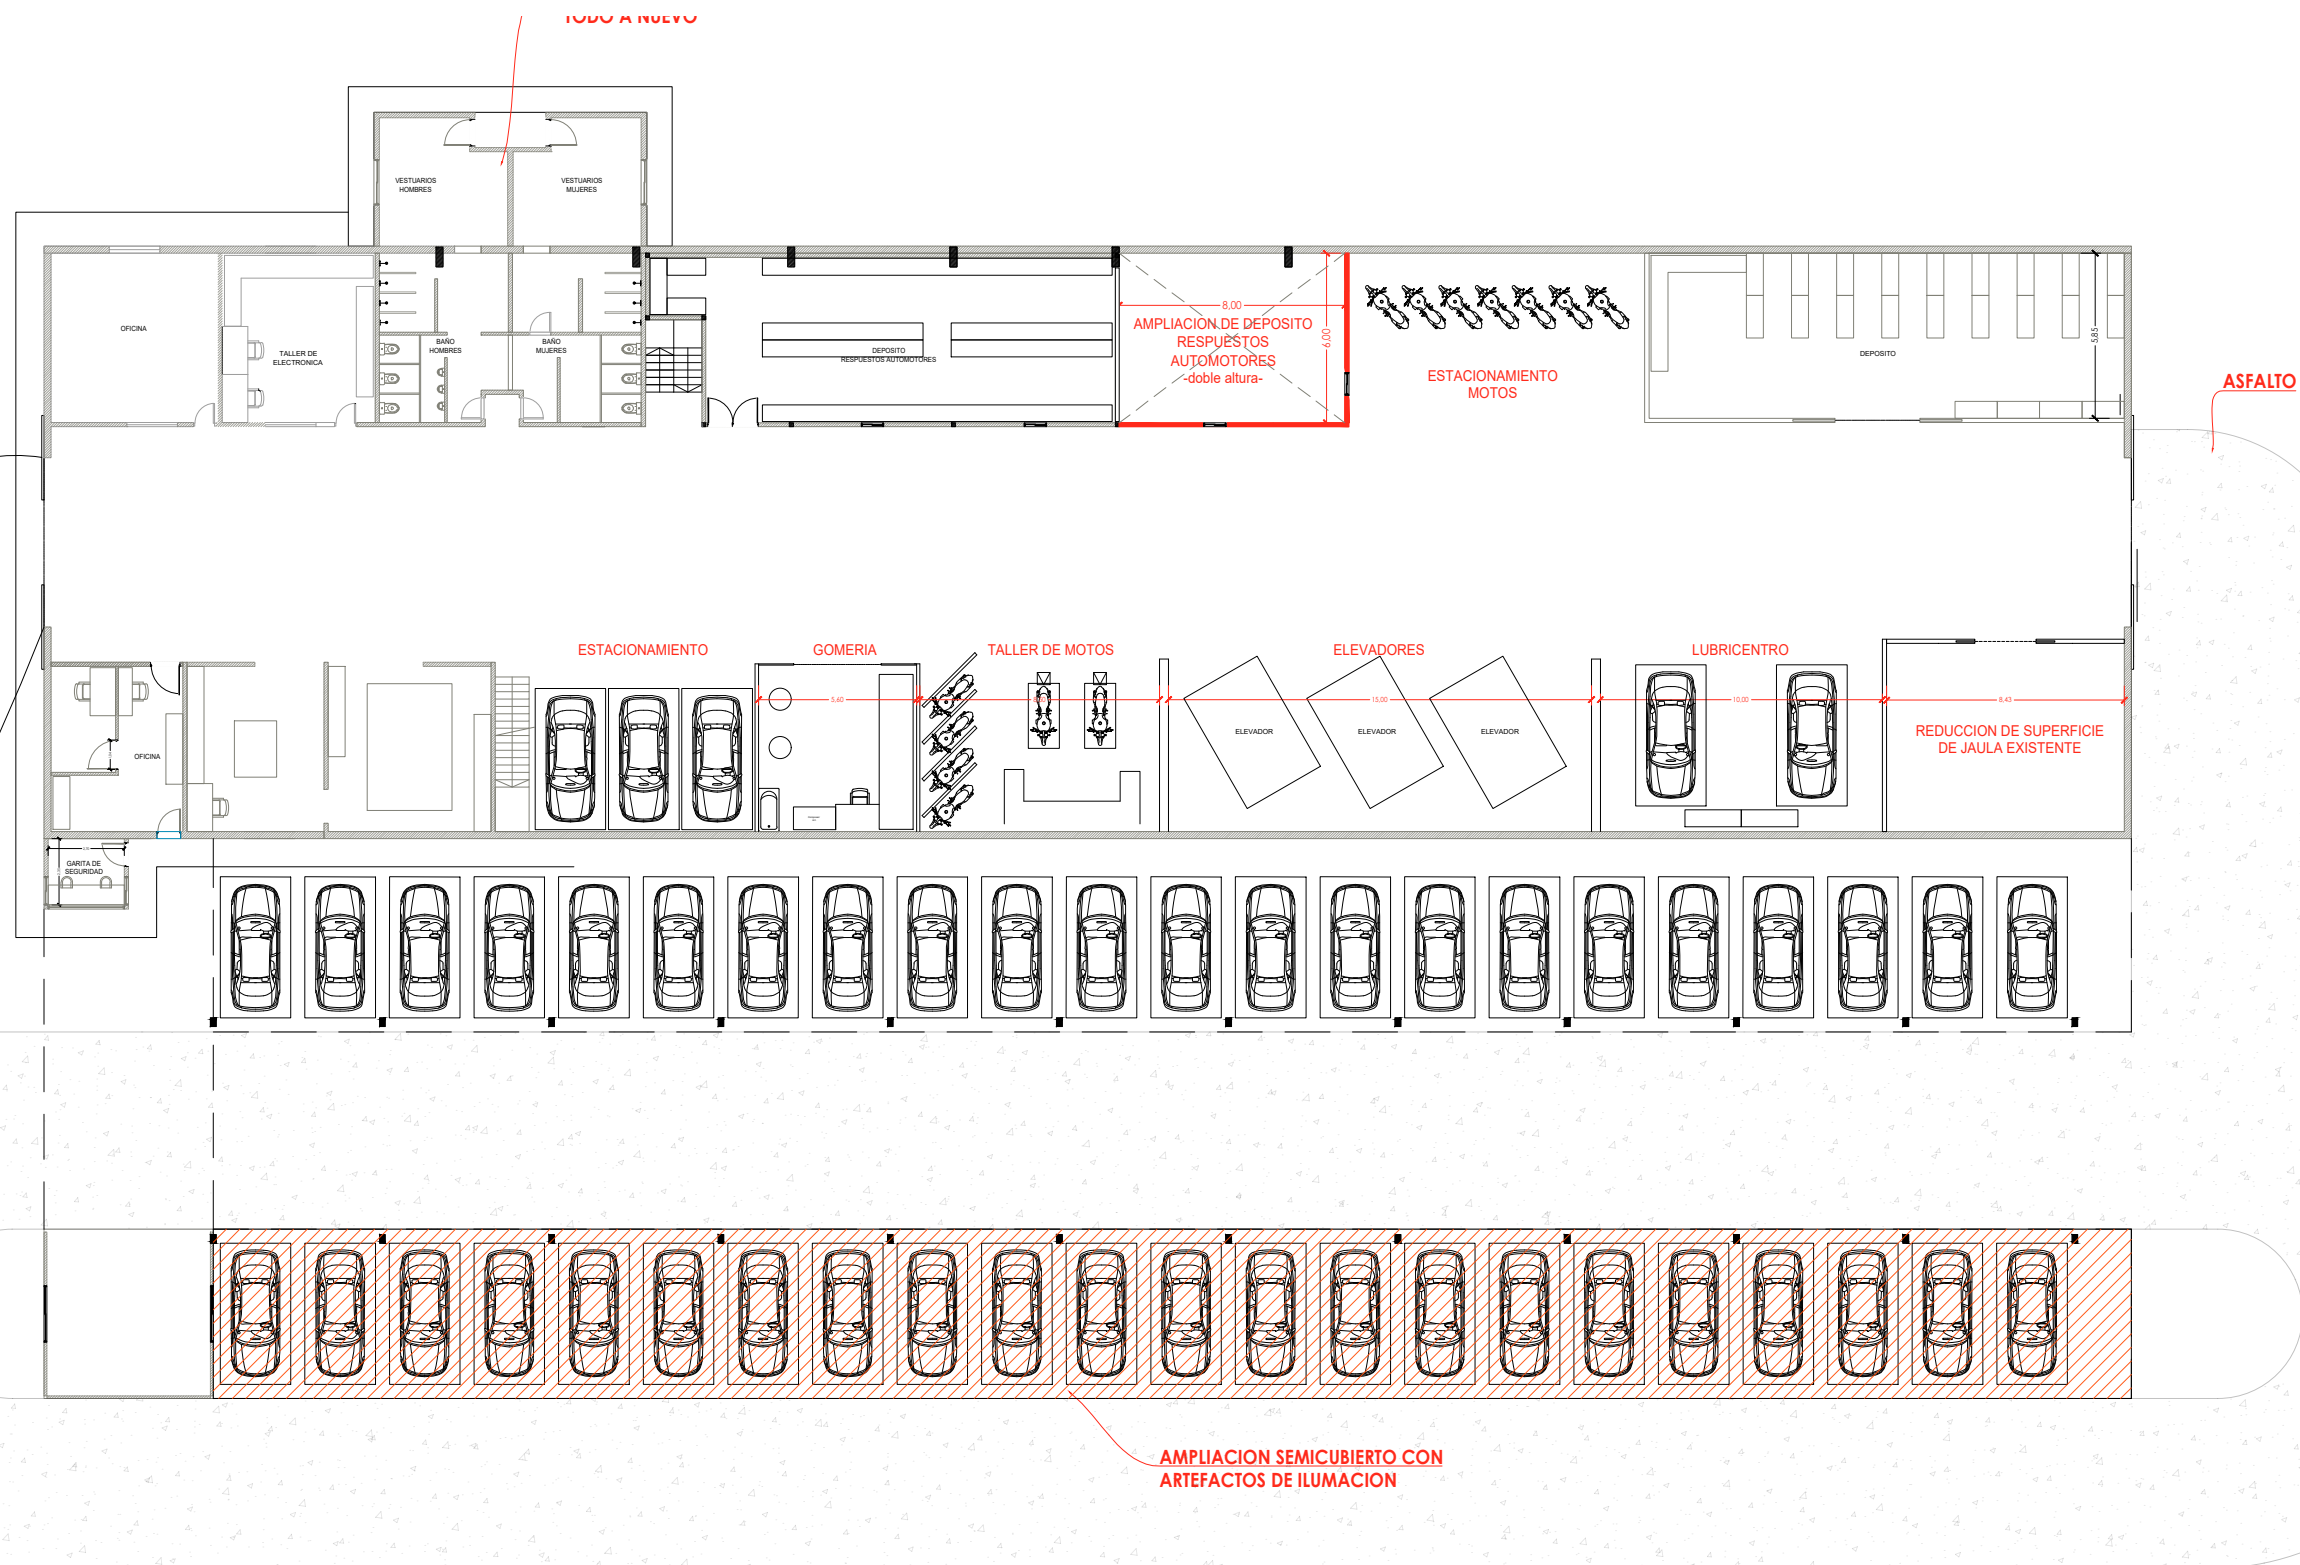 TODO A NUEVO
VESTUARIOS
HOMBRES
VESTUARIOS
MUJERES
OFICINA
TALLER DE
ELECTRONICA
BAÑO
HOMBRES
BAÑO
MUJERES
DEPOSITO
RESPUESTOS AUTOMOTORES
8,00
AMPLIACION DE DEPOSITO
RESPUESTOS
AUTOMOTORES
-doble altura-
6,00
ESTACIONAMIENTO
MOTOS
DEPOSITO
5,85
ASFALTO
ESTACIONAMIENTO
GOMERIA
TALLER DE MOTOS
ELEVADORES
LUBRICENTRO
5,60
15,00
10,00
8,43
OFICINA
ELEVADOR
ELEVADOR
ELEVADOR
REDUCCION DE SUPERFICIE
DE JAULA EXISTENTE
GARITA DE
SEGURIDAD
AMPLIACION SEMICUBIERTO CON
ARTEFACTOS DE ILUMACION